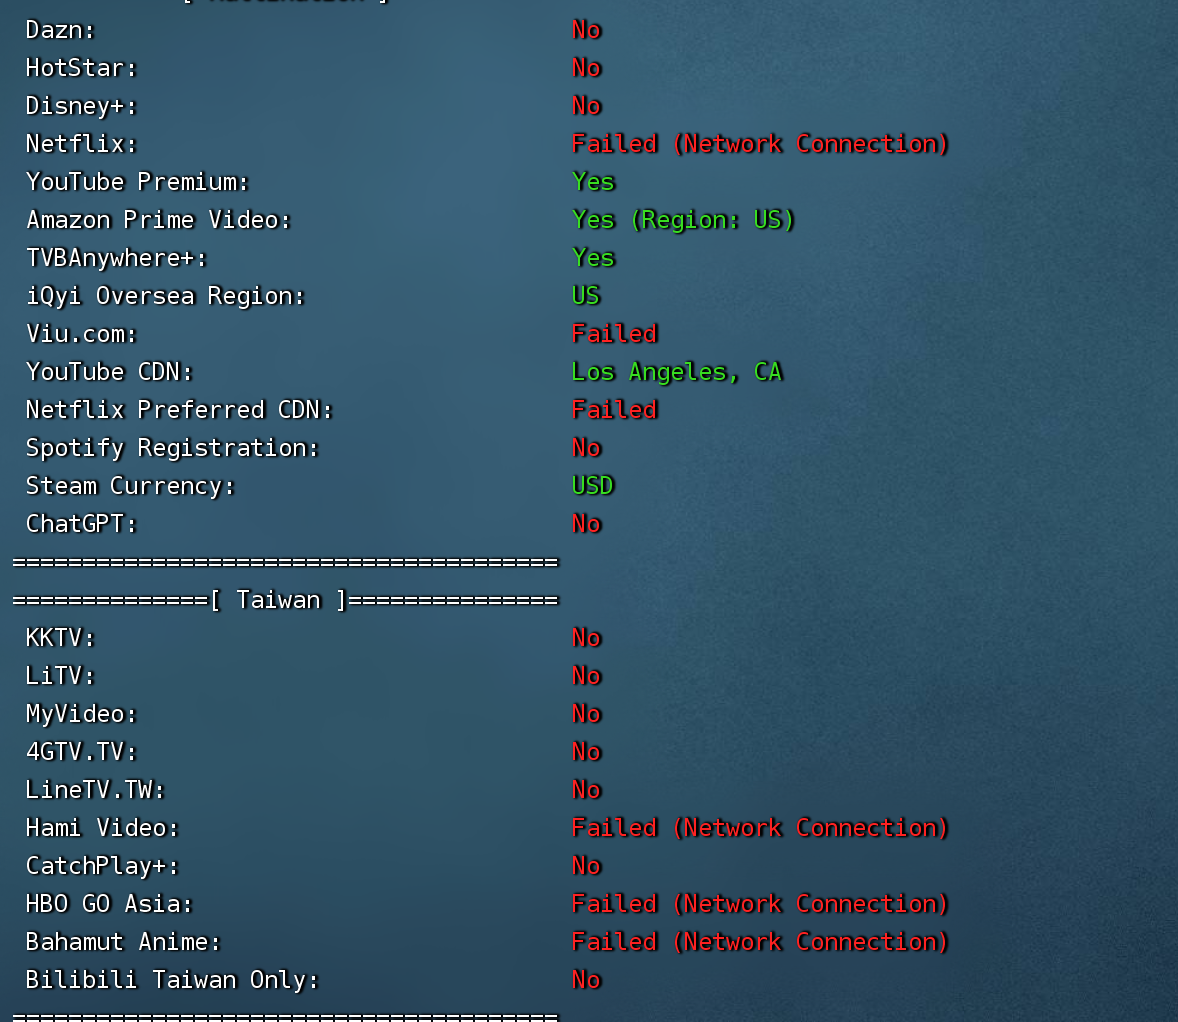 Dazn: No
HotStar: No
Disney+: No
Netflix: Failed (Network Connection)
YouTube Premium: Yes
Amazon Prime Video: Yes (Region: US)
TVBAnywhere+: Yes
iQyi Oversea Region: US
Viu.com: Failed
YouTube CDN: Los Angeles, CA
Netflix Preferred CDN: Failed
Spotify Registration: No
Steam Currency: USD
ChatGPT: No
=======================================
==============[ Taiwan ]===============
KKTV: No
LiTV: No
MyVideo: No
4GTV.TV: No
LineTV.TW: No
Hami Video: Failed (Network Connection)
CatchPlay+: No
HBO GO Asia: Failed (Network Connection)
Bahamut Anime: Failed (Network Connection)
Bilibili Taiwan Only: No
=======================================